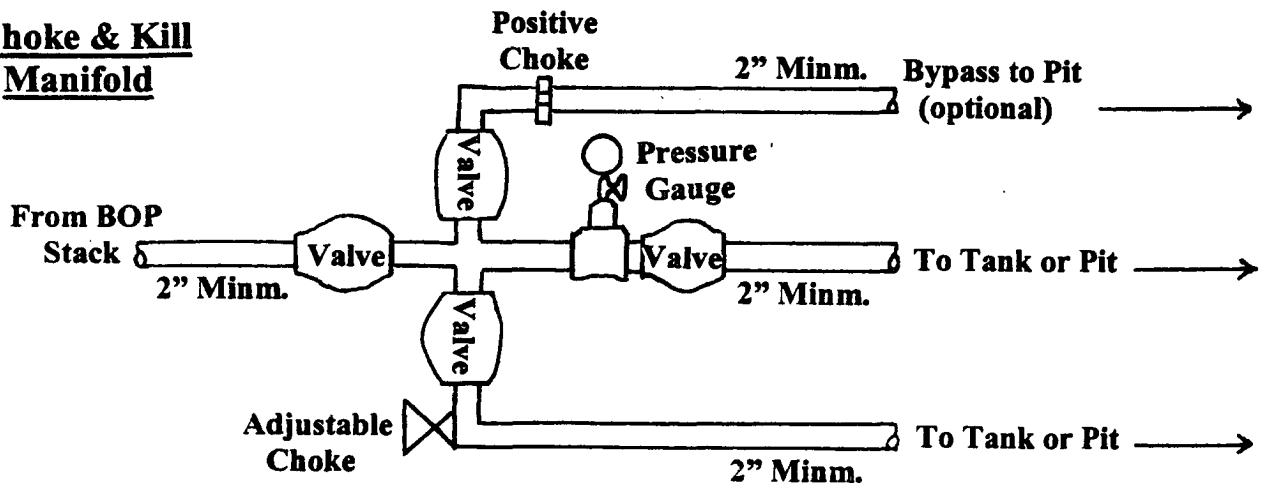 hoke & Kill
Manifold
Positive
Choke
2” Minm.
Bypass to Pit
(optional)
Valve
Pressure
Gauge
From BOP
Stack
Valve
Valve
To Tank or Pit
2” Minm.
2” Minm.
Valve
Adjustable
Choke
To Tank or Pit
2” Minm.